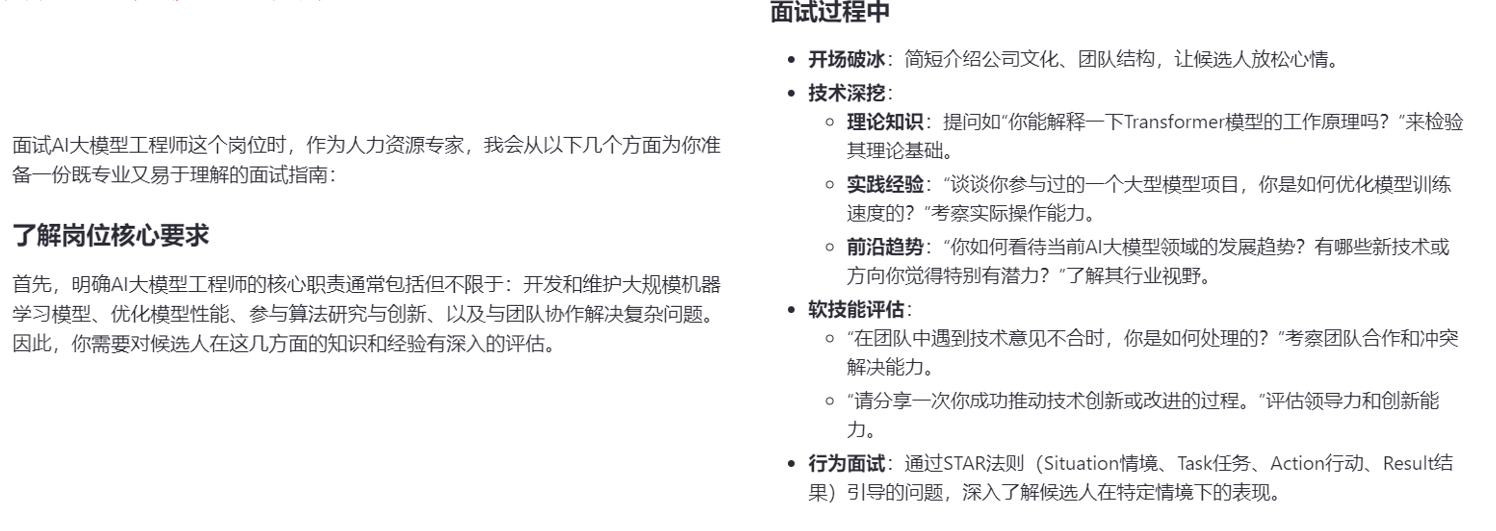 面试AI大模型工程师这个岗位时，作为人力资源专家，我会从以下几个方面为你准
备一份既专业又易于理解的面试指南：
了解岗位核心要求
首先，明确AI大模型工程师的核心职责通常包括但不限于：开发和维护大规模机器
学习模型、优化模型性能、参与算法研究与创新、以及与团队协作解决复杂问题。
因此，你需要对候选人在这几方面的知识和经验有深入的评估。
面试过程中
• 开场破冰：简短介绍公司文化、团队结构，让候选人放松心情。
• 技术深挖：
◦ 理论知识：提问如“你能解释一下Transformer模型的工作原理吗？”来检验
其理论基础。
◦ 实践经验：“谈谈你参与过的一个大型模型项目，你是如何优化模型训练
速度的？”考察实际操作能力。
◦ 前沿趋势：“你如何看待当前AI大模型领域的发展趋势？有哪些新技术或
方向你觉得特别有潜力？”了解其行业视野。
• 软技能评估：
◦ “在团队中遇到技术意见不合时，你是如何处理的？”考察团队合作和冲突
解决能力。
◦ “请分享一次你成功推动技术创新或改进的过程。”评估领导力和创新能
力。
• 行为面试：通过STAR法则（Situation情境、Task任务、Action行动、Result结
果）引导的问题，深入了解候选人在特定情境下的表现。